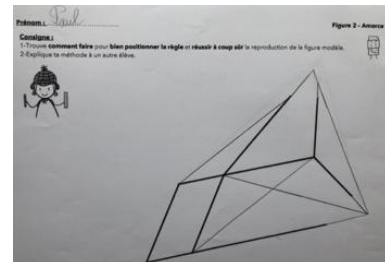 Prénom : Paul
Figure 2 - Amorce
Consigne :
1-Trouve comment faire pour bien positionner la règle et réussir à coup sûr la reproduction de la figure modèle.
2-Explique ta méthode à un autre élève.